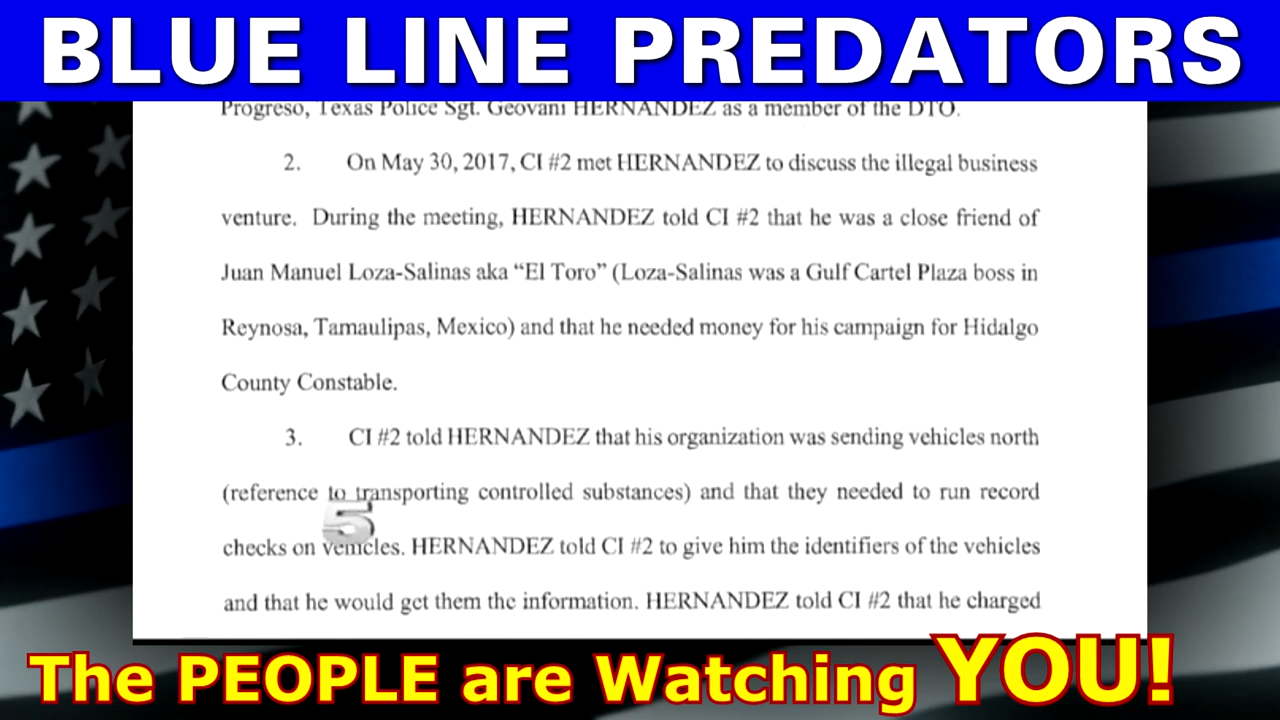 BLUE LINE PREDATORS
Progreso, Texas Police Sgt. Geovani HERNANDEZ as a member of the DTO.
2. On May 30, 2017, CI #2 met HERNANDEZ to discuss the illegal business
venture. During the meeting, HERNANDEZ told CI #2 that he was a close friend of
Juan Manuel Loza-Salinas aka “El Toro” (Loza-Salinas was a Gulf Cartel Plaza boss in
Reynosa, Tamaulipas, Mexico) and that he needed money for his campaign for Hidalgo
County Constable.
3. CI #2 told HERNANDEZ that his organization was sending vehicles north
(reference to transporting controlled substances) and that they needed to run record
5
checks on vehicles. HERNANDEZ told CI #2 to give him the identifiers of the vehicles
and that he would get them the information. HERNANDEZ told CI #2 that he charged
The PEOPLE are Watching YOU!